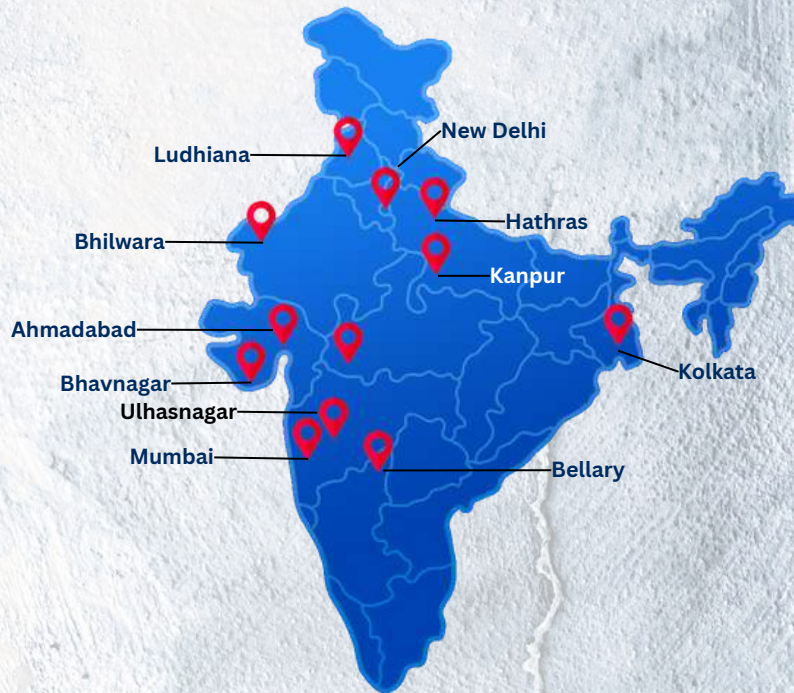 New Delhi
Ludhiana
Hathras
Bhilwara
Kanpur
Ahmadabad
Kolkata
Bhavnagar
Ulhasnagar
Mumbai
Bellary